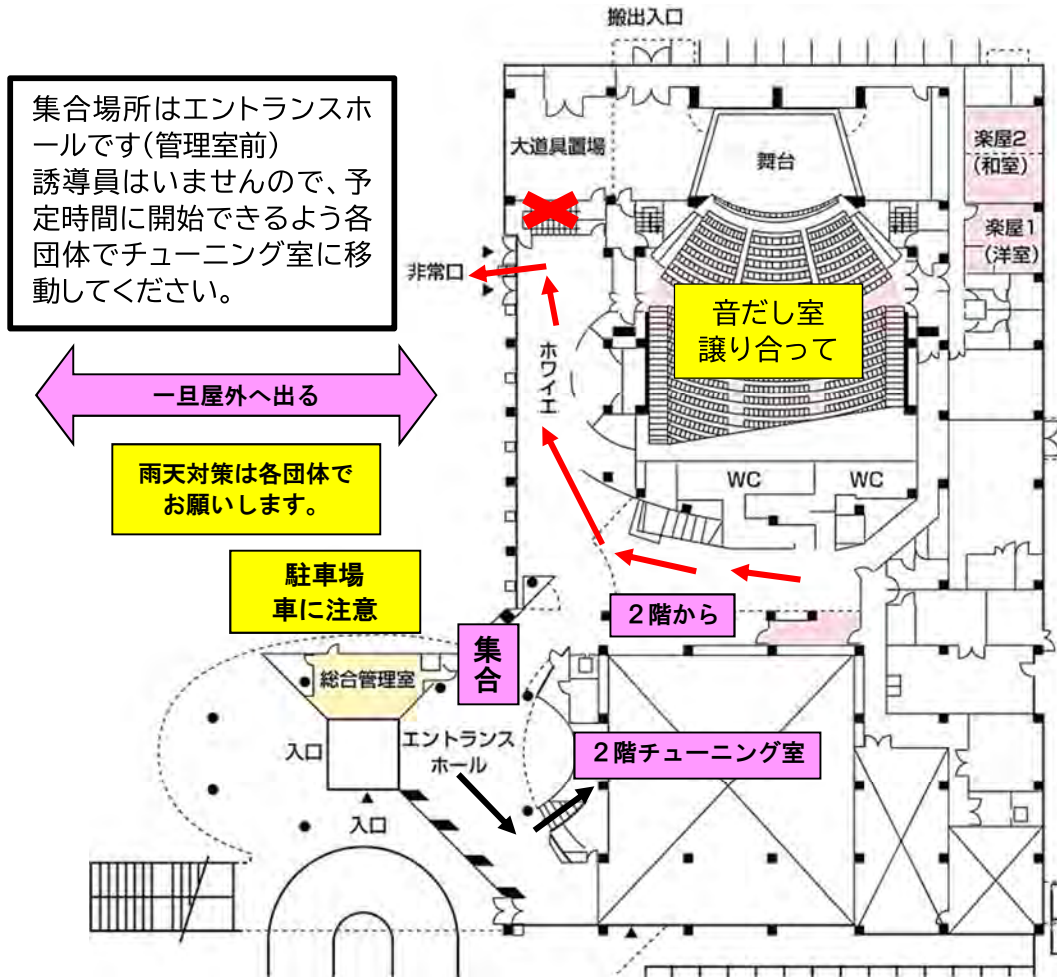 搬出入口
集合場所はエントランスホ
ールです(管理室前)
誘導員はいませんので、予
定時間に開始できるよう各
団体でチューニング室に移
動してください。
大道具置場
舞台
楽屋2
(和室)
楽屋1
(洋室)
非常口
音だし室
譲り合って
ホワイエ
一旦屋外へ出る
雨天対策は各団体で
お願いします。
WC
WC
駐車場
車に注意
2階から
集
合
総合管理室
入口
エントランス
ホール
2階チューニング室
入口